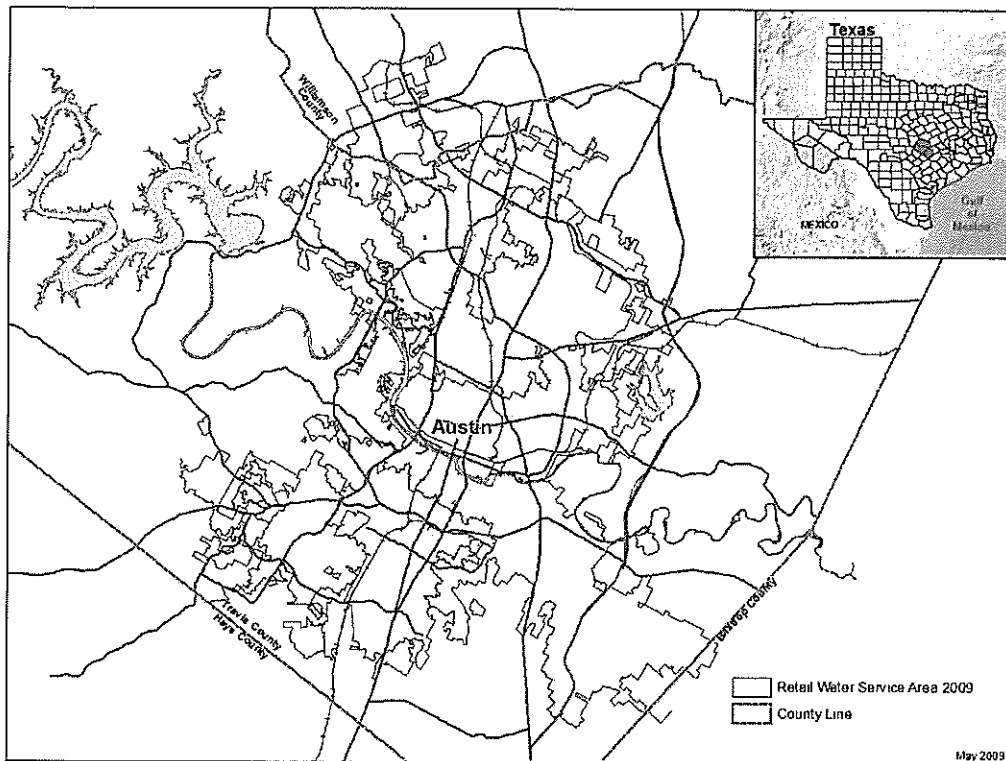 Texas
Gulf
of
Mexico
MEXICO
Williamson
County
Austin
Travis County
Hays County
Bastrop County
Retail Water Service Area 2009
County Line
May 2009